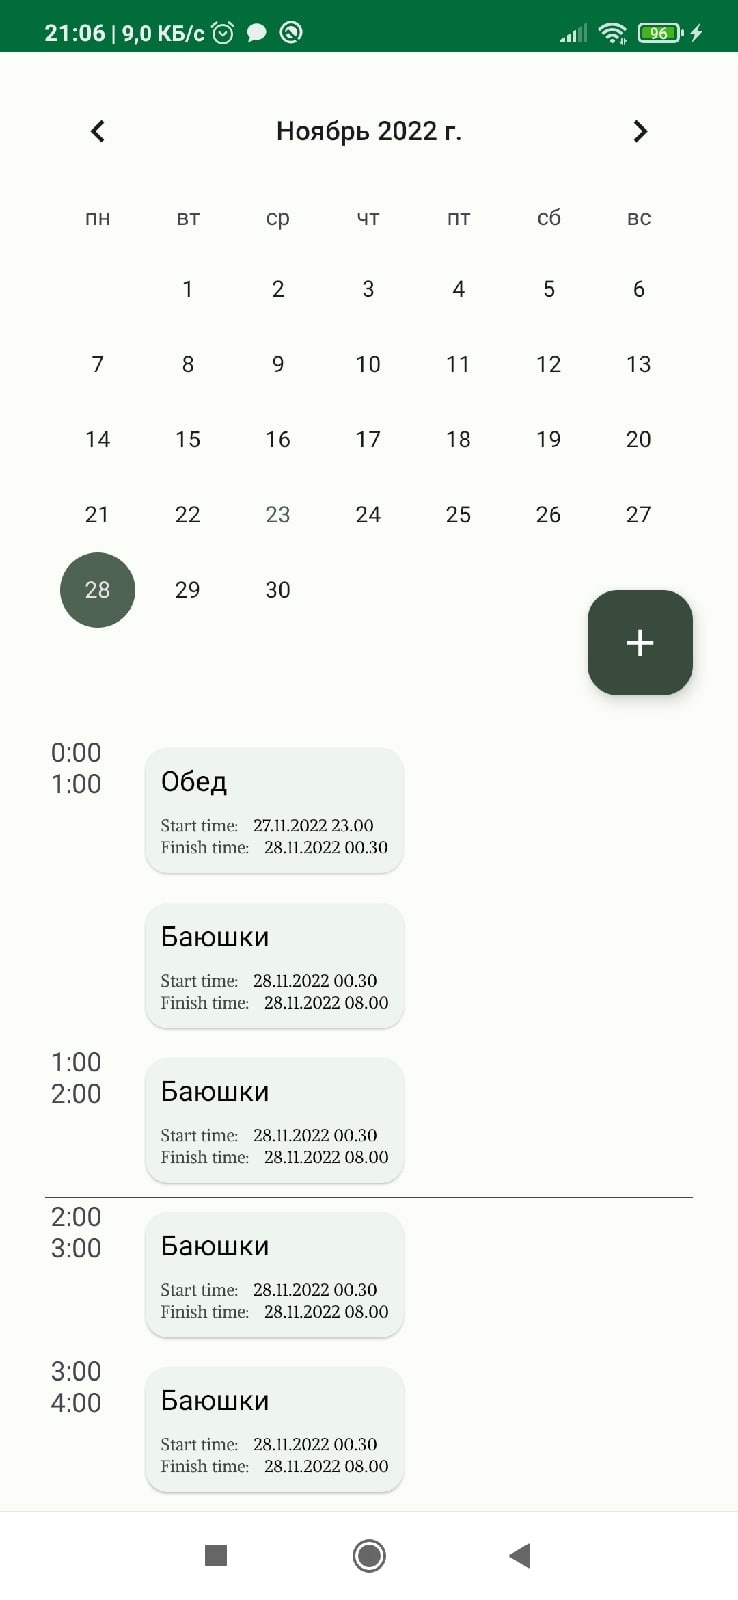 21:06 | 9,0 КБ/с 96
Ноябрь 2022 г.
пн вт ср чт пт сб вс
1 2 3 4 5 6
7 8 9 10 11 12 13
14 15 16 17 18 19 20
21 22 23 24 25 26 27
28 29 30
+
0:00
1:00
Обед
Start time: 27.11.2022 23.00
Finish time: 28.11.2022 00.30
Баюшки
Start time: 28.11.2022 00.30
Finish time: 28.11.2022 08.00
1:00
2:00
Баюшки
Start time: 28.11.2022 00.30
Finish time: 28.11.2022 08.00
2:00
3:00
Баюшки
Start time: 28.11.2022 00.30
Finish time: 28.11.2022 08.00
3:00
4:00
Баюшки
Start time: 28.11.2022 00.30
Finish time: 28.11.2022 08.00